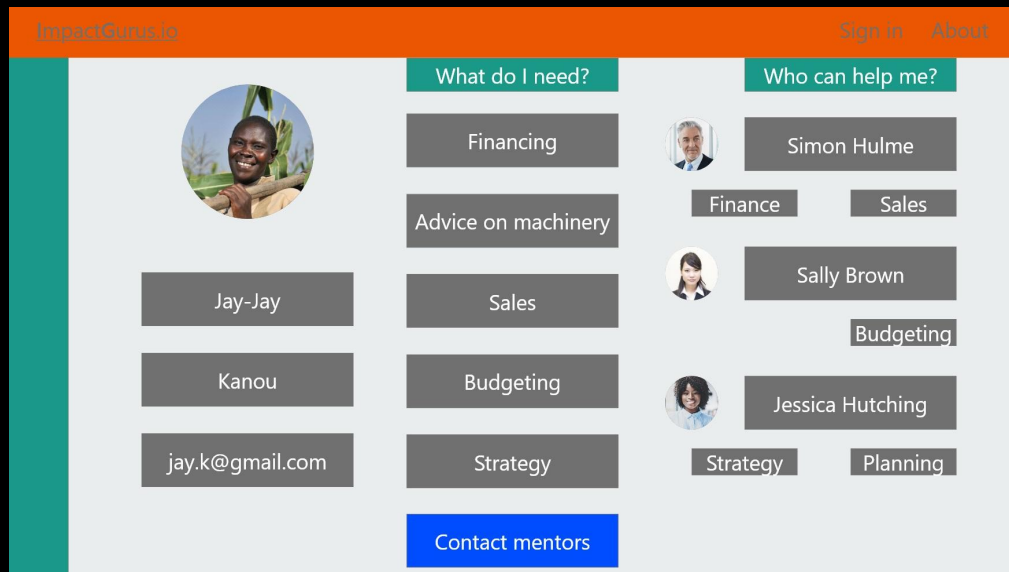 ImpactGurus.io
Sign in About
Jay-Jay
Kanou
jay.k@gmail.com
What do I need?
Financing
Advice on machinery
Sales
Budgeting
Strategy
Contact mentors
Who can help me?
Simon Hulme
Finance Sales
Sally Brown
Budgeting
Jessica Hutching
Strategy Planning